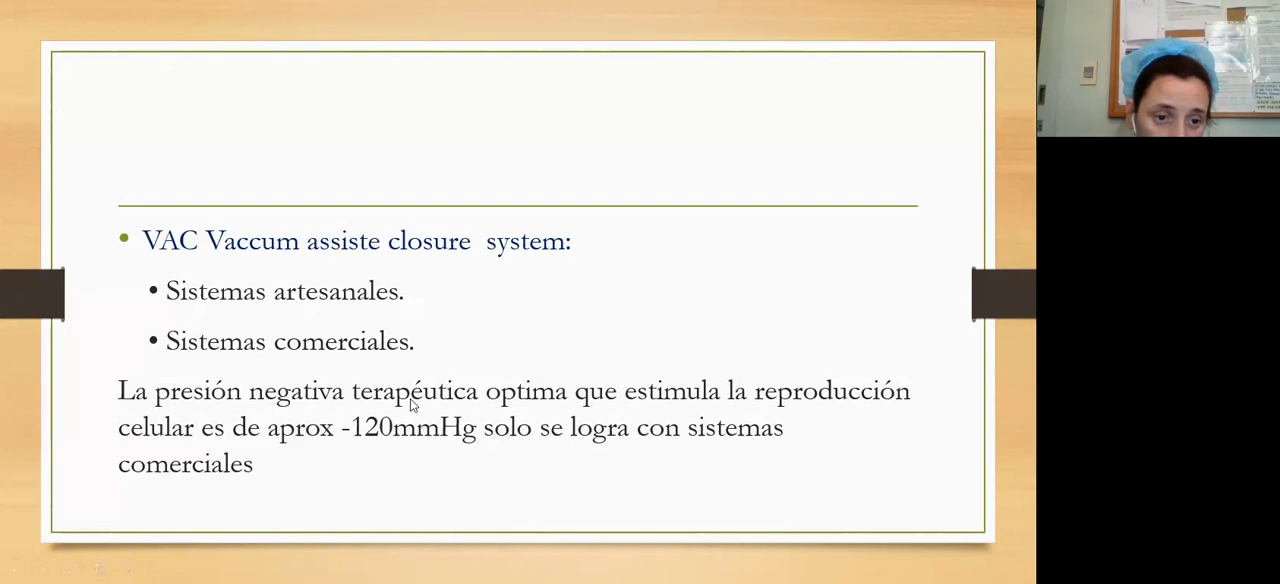 VAC Vaccum assiste closure system:
Sistemas artesanales.
Sistemas comerciales.
La presión negativa terapéutica optima que estimula la reproducción
celular es de aprox -120mmHg solo se logra con sistemas
comerciales